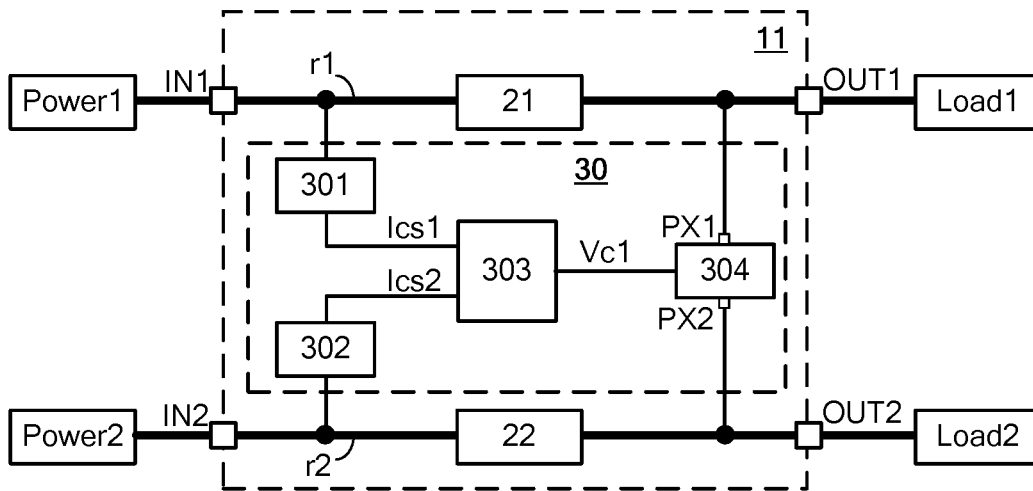 11
r1
IN1
OUT1
Power1
21
Load1
30
301
Ics1
PX1
303
Vc1
304
Ics2
PX2
302
IN2
OUT2
Power2
22
Load2
r2